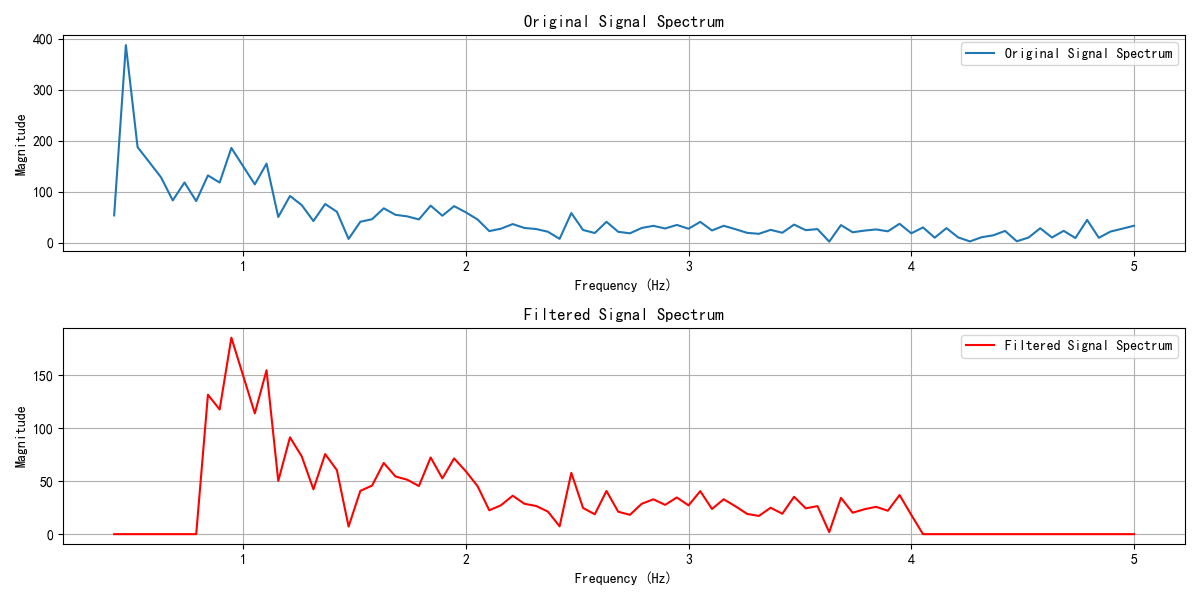 Original Signal Spectrum
400
300
200
100
0
Magnitude
Original Signal Spectrum
1 2 3 4 5
Frequency (Hz)
Filtered Signal Spectrum
150
100
50
0
Magnitude
Filtered Signal Spectrum
1 2 3 4 5
Frequency (Hz)